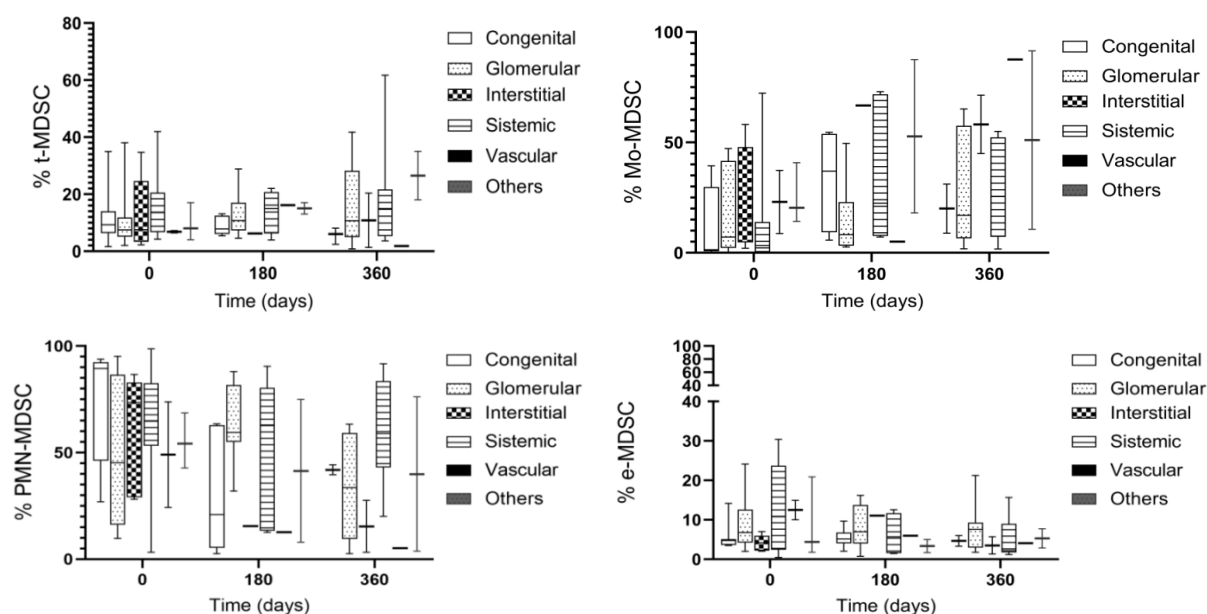 % t-MDSC
80
60
40
20
0
0 180 360
Time (days)
Congenital
Glomerular
Interstitial
Sistemic
Vascular
Others
% Mo-MDSC
100
50
0
0 180 360
Time (days)
Congenital
Glomerular
Interstitial
Sistemic
Vascular
Others
% PMN-MDSC
100
50
0
0 180 360
Time (days)
Congenital
Glomerular
Interstitial
Sistemic
Vascular
Others
% e-MDSC
100
80
60
40
40
30
20
10
0
0 180 360
Time (days)
Congenital
Glomerular
Interstitial
Sistemic
Vascular
Others